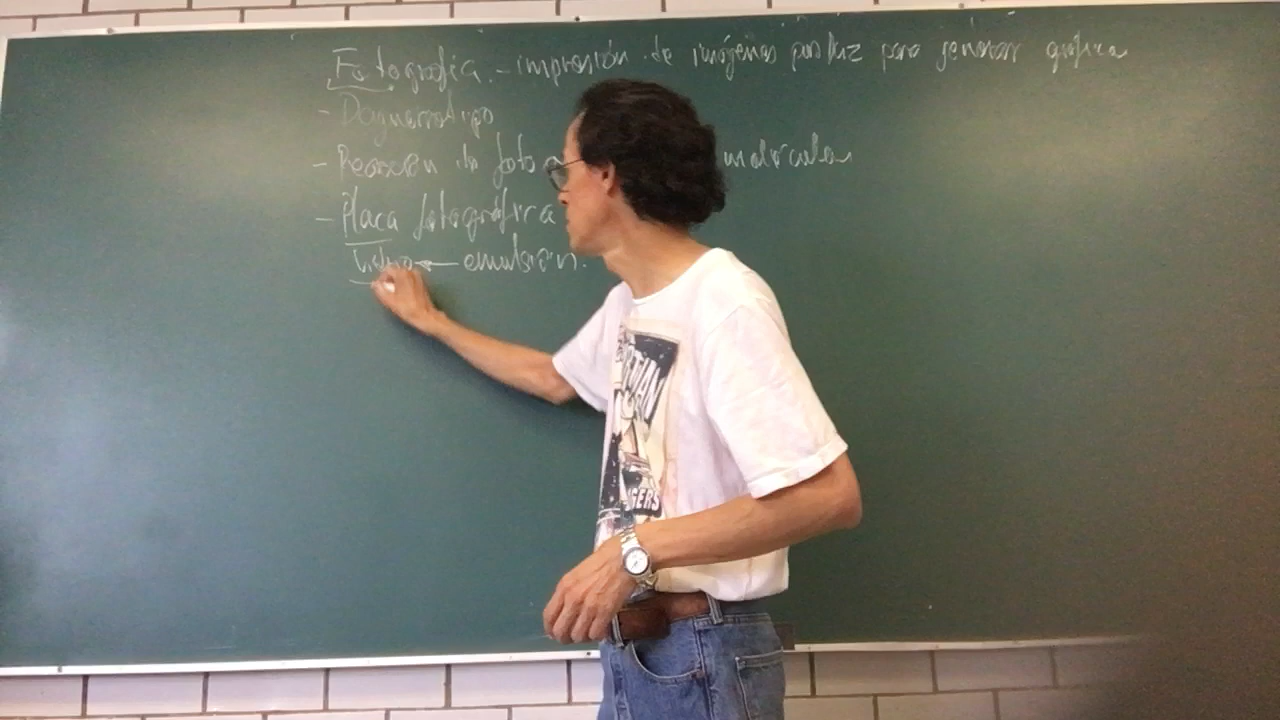 Fotografía.- impresión de imágenes por luz para generar gráfica
- Daguerrotipo
- Reacción de foto molécula
- Placa fotográfica
Vidrio ← emulsión.